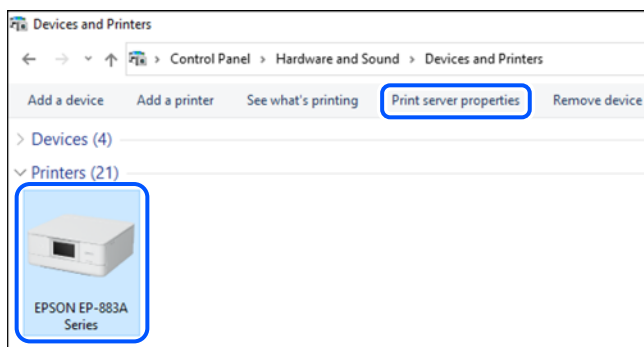 Devices and Printers
Control Panel > Hardware and Sound > Devices and Printers
Add a device Add a printer See what's printing Print server properties Remove device
Devices (4)
Printers (21)
EPSON EP-883A
Series